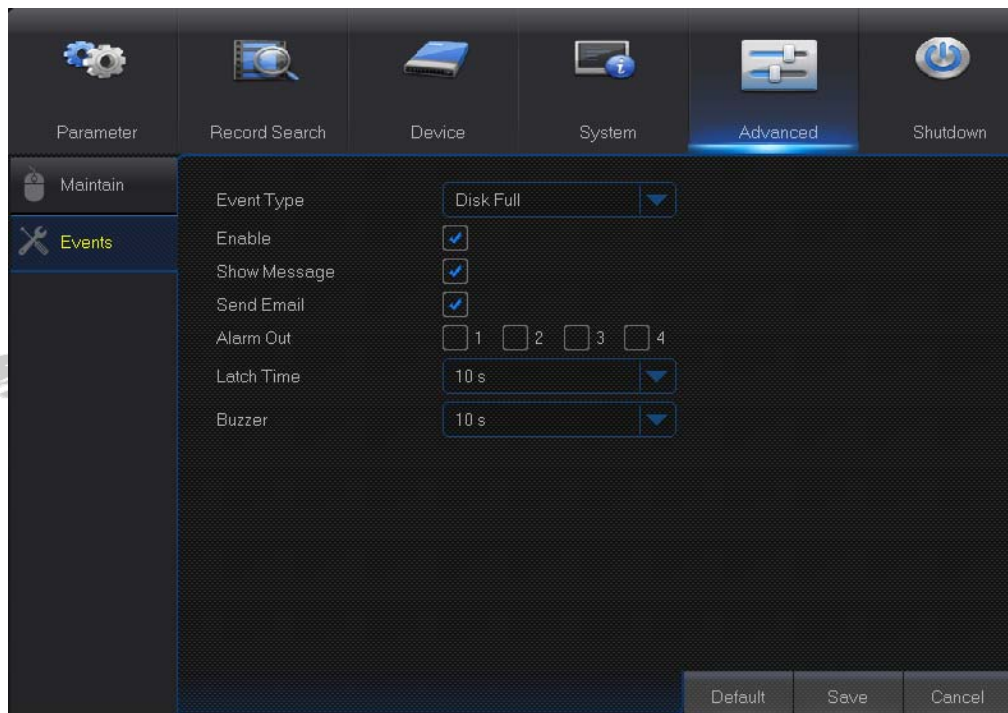 Parameter Record Search Device System Advanced Shutdown
Maintain
Events
Event Type Disk Full
Enable
Show Message
Send Email
Alarm Out 1 2 3 4
Latch Time 10 s
Buzzer 10 s
Default Save Cancel